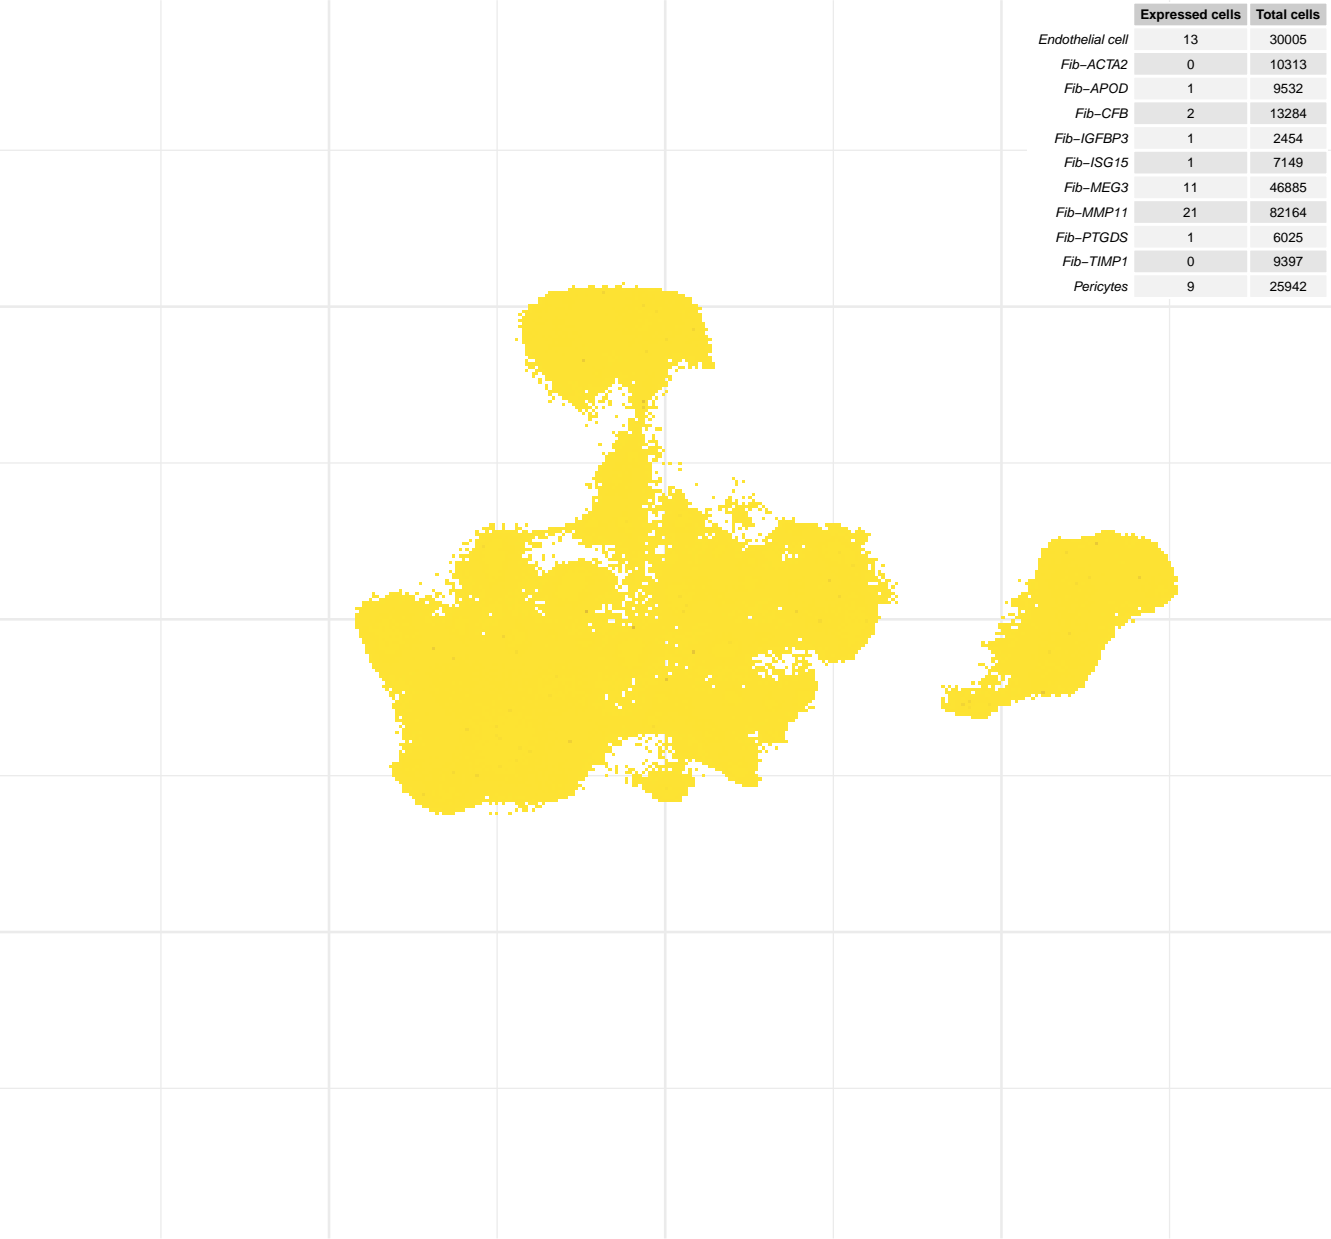 Expressed cells Total cells
Endothelial cell 13 30005
Fib−ACTA2 0 10313
Fib−APOD 1 9532
Fib−CFB 2 13284
Fib−IGFBP3 1 2454
Fib−ISG15 1 7149
Fib−MEG3 11 46885
Fib−MMP11 21 82164
Fib−PTGDS 1 6025
Fib−TIMP1 0 9397
Pericytes 9 25942